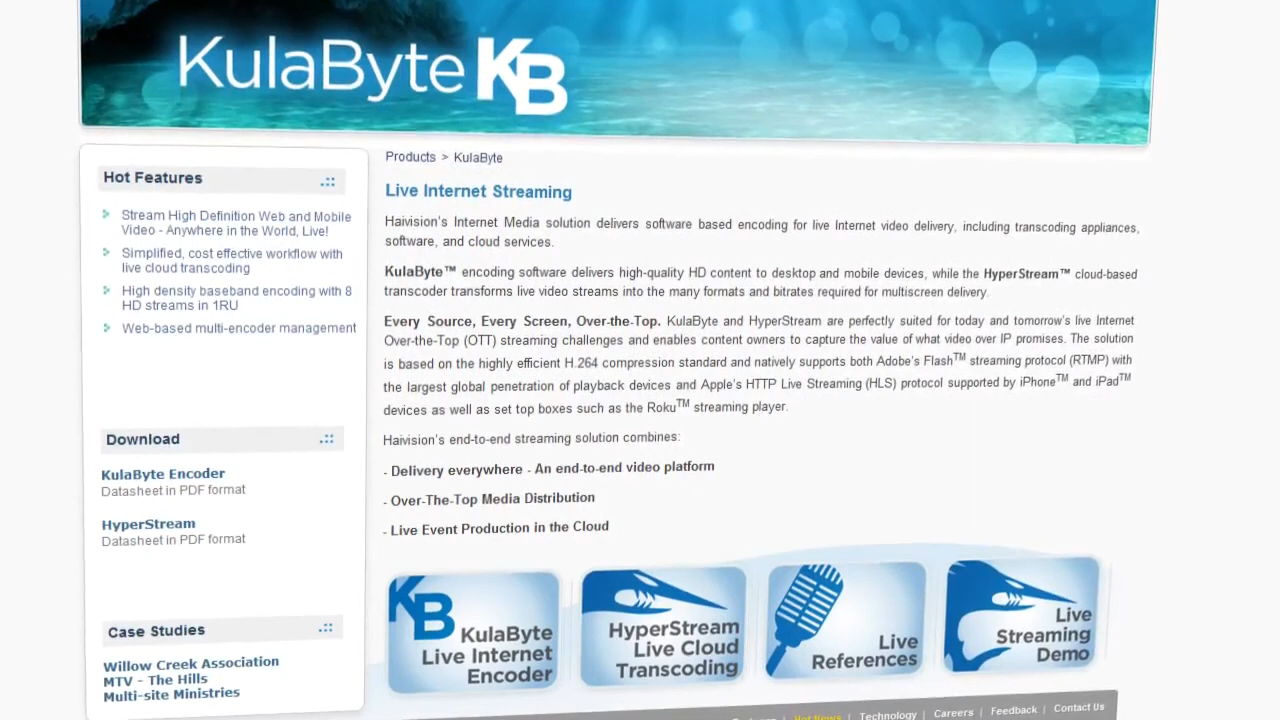 KulaByte KB
Hot Features
Stream High Definition Web and Mobile
Video - Anywhere in the World, Live!
Simplified, cost effective workflow with
live cloud transcoding
High density baseband encoding with 8
HD streams in 1RU
Web-based multi-encoder management
Download
KulaByte Encoder
Datasheet in PDF format
HyperStream
Datasheet in PDF format
Case Studies
Willow Creek Association
MTV - The Hills
Multi-site Ministries
Products > KulaByte
Live Internet Streaming
Haivision's Internet Media solution delivers software based encoding for live Internet video delivery, including transcoding appliances,
software, and cloud services.
KulaByte™ encoding software delivers high-quality HD content to desktop and mobile devices, while the HyperStream™ cloud-based
transcoder transforms live video streams into the many formats and bitrates required for multiscreen delivery.
Every Source, Every Screen, Over-the-Top. KulaByte and HyperStream are perfectly suited for today and tomorrow's live Internet
Over-the-Top (OTT) streaming challenges and enables content owners to capture the value of what video over IP promises. The solution
is based on the highly efficient H.264 compression standard and natively supports both Adobe's Flash™ streaming protocol (RTMP) with
the largest global penetration of playback devices and Apple's HTTP Live Streaming (HLS) protocol supported by iPhone™ and iPad™
devices as well as set top boxes such as the Roku™ streaming player.
Haivision's end-to-end streaming solution combines:
- Delivery everywhere - An end-to-end video platform
- Over-The-Top Media Distribution
- Live Event Production in the Cloud
KB
KulaByte
Live Internet
Encoder
HyperStream
Live Cloud
Transcoding
Live
References
Live
Streaming
Demo
Hot News | Technology | Careers | Feedback | Contact Us